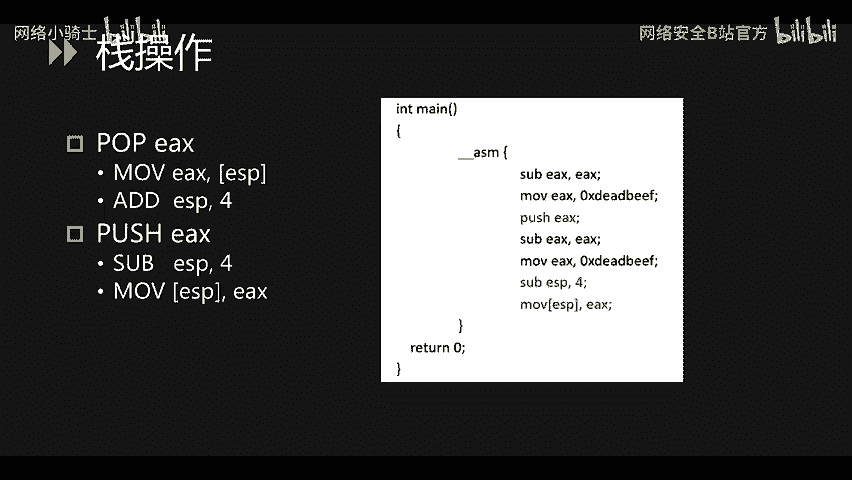 网络小骑士 bilibili
网络安全B站官方 bilibili
栈操作
POP eax
• MOV eax, [esp]
• ADD esp, 4
PUSH eax
• SUB esp, 4
• MOV [esp], eax
int main()
{
__asm {
sub eax, eax;
mov eax, 0xdeadbeef;
push eax;
sub eax, eax;
mov eax, 0xdeadbeef;
sub esp, 4;
mov[esp], eax;
}
return 0;
}